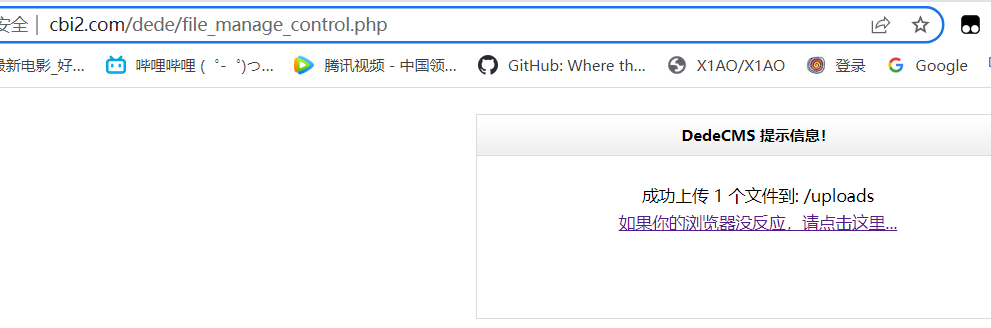 安全 | cbi2.com/dede/file_manage_control.php
最新电影_好... 哔哩哔哩 ( ゜- ゜)つ... 腾讯视频 - 中国领... GitHub: Where th... X1AO/X1AO 登录 Google
DedeCMS 提示信息!
成功上传 1 个文件到: /uploads
如果你的浏览器没反应，请点击这里...